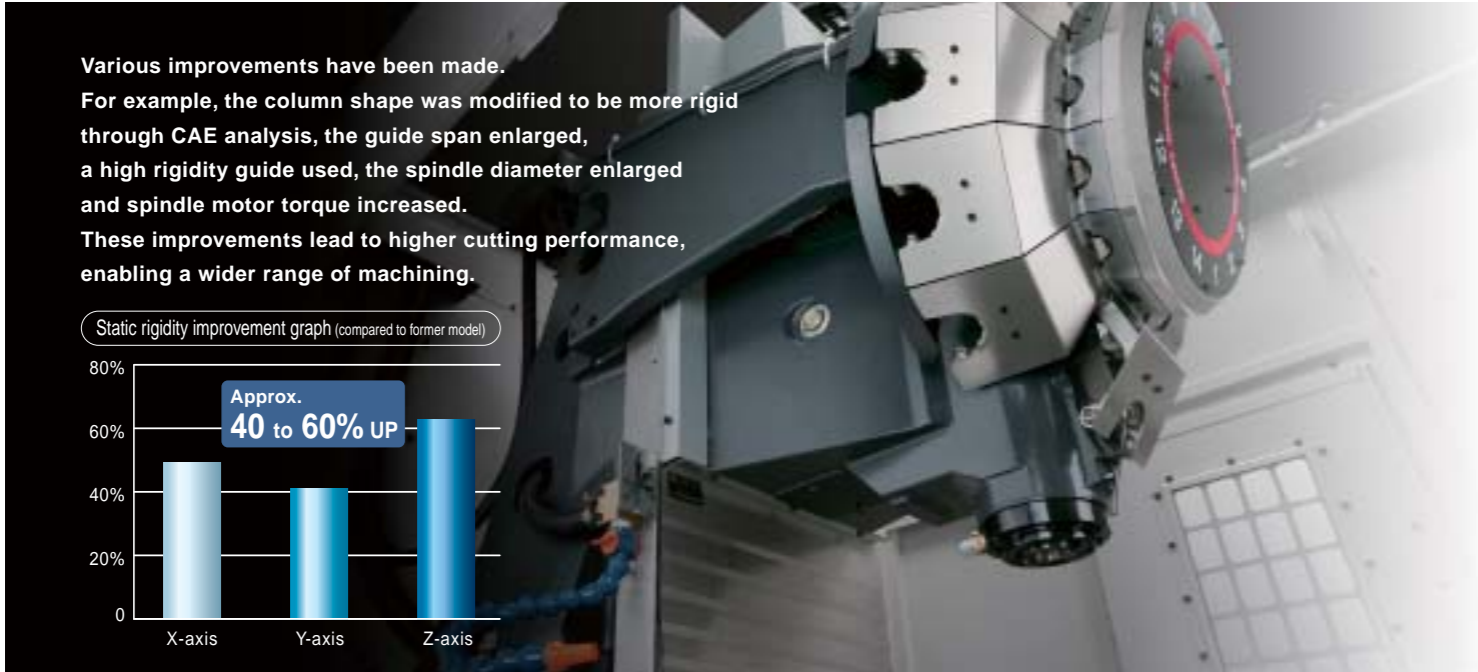 Various improvements have been made.
For example, the column shape was modified to be more rigid
through CAE analysis, the guide span enlarged,
a high rigidity guide used, the spindle diameter enlarged
and spindle motor torque increased.
These improvements lead to higher cutting performance,
enabling a wider range of machining.
Static rigidity improvement graph (compared to former model)
80%
Approx.
40 to 60% UP
60%
40%
20%
0
X-axis Y-axis Z-axis